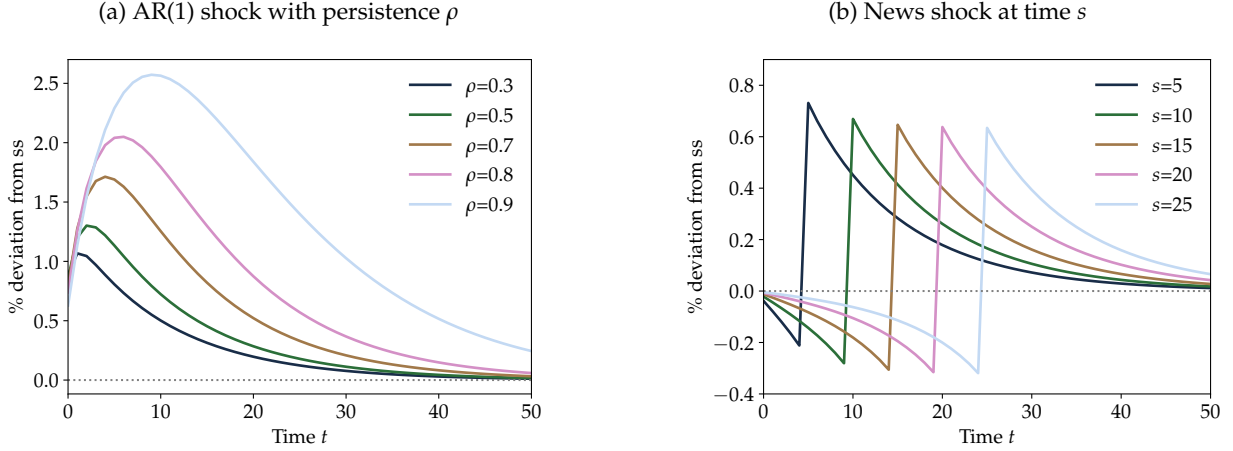 (a) AR(1) shock with persistence ρ
% deviation from ss
2.5
2.0
1.5
1.0
0.5
0.0
0
10
20
30
40
50
Time t
ρ=0.3
ρ=0.5
ρ=0.7
ρ=0.8
ρ=0.9
(b) News shock at time s
% deviation from ss
0.8
0.6
0.4
0.2
0.0
−0.2
−0.4
0
10
20
30
40
50
Time t
s=5
s=10
s=15
s=20
s=25